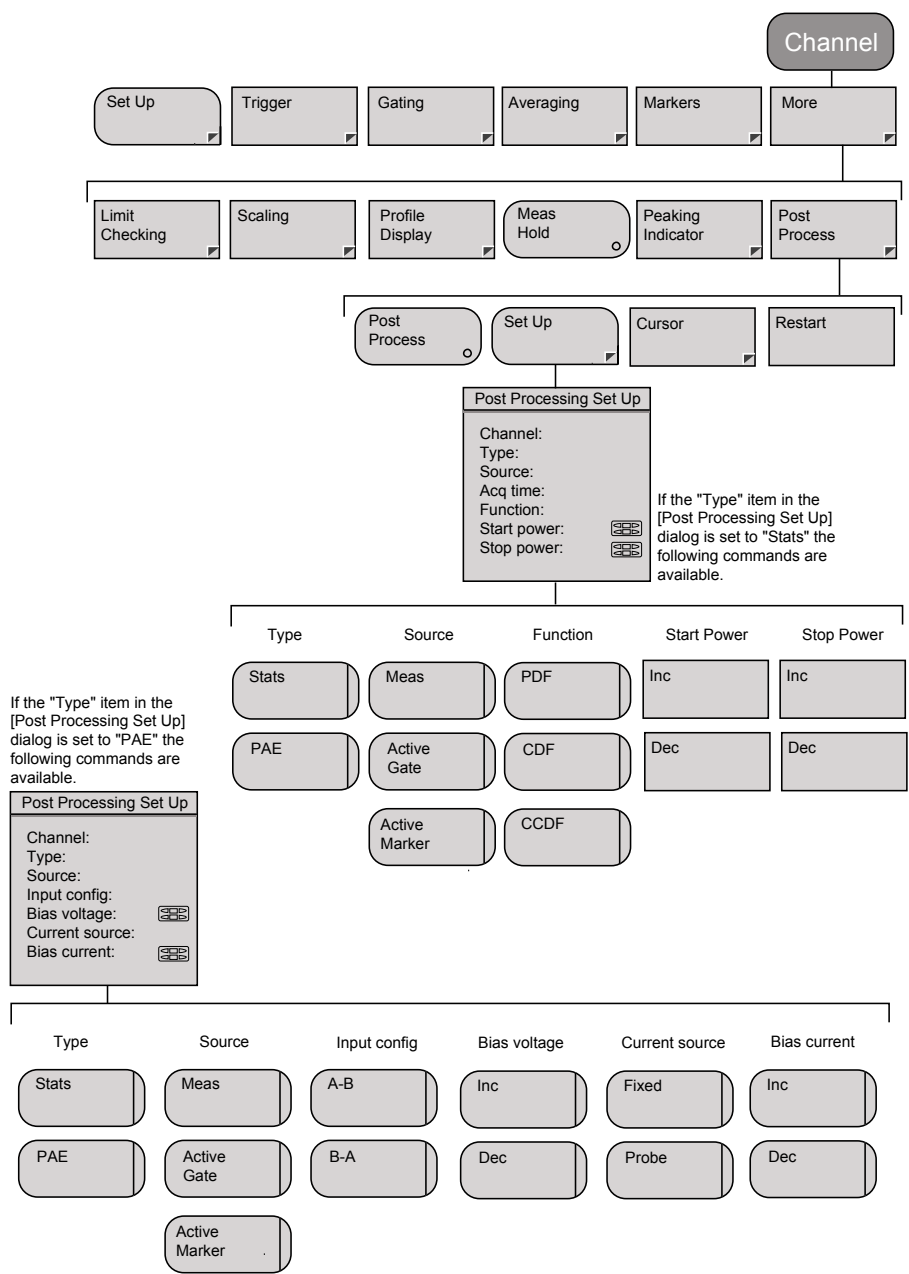 Channel
Set Up
Trigger
Gating
Averaging
Markers
More
Limit
Checking
Scaling
Profile
Display
Meas
Hold
Peaking
Indicator
Post
Process
Post
Process
Set Up
Cursor
Restart
Post Processing Set Up
Channel:
Type:
Source:
Acq time:
Function:
Start power:
Stop power:
If the "Type" item in the
[Post Processing Set Up]
dialog is set to "Stats" the
following commands are
available.
Type
Source
Function
Start Power
Stop Power
Stats
Meas
PDF
Inc
Inc
PAE
Active
Gate
CDF
Dec
Dec
Active
Marker
CCDF
If the "Type" item in the
[Post Processing Set Up]
dialog is set to "PAE" the
following commands are
available.
Post Processing Set Up
Channel:
Type:
Source:
Input config:
Bias voltage:
Current source:
Bias current:
Type
Source
Input config
Bias voltage
Current source
Bias current
Stats
Meas
A-B
Inc
Fixed
Inc
PAE
Active
Gate
B-A
Dec
Probe
Dec
Active
Marker